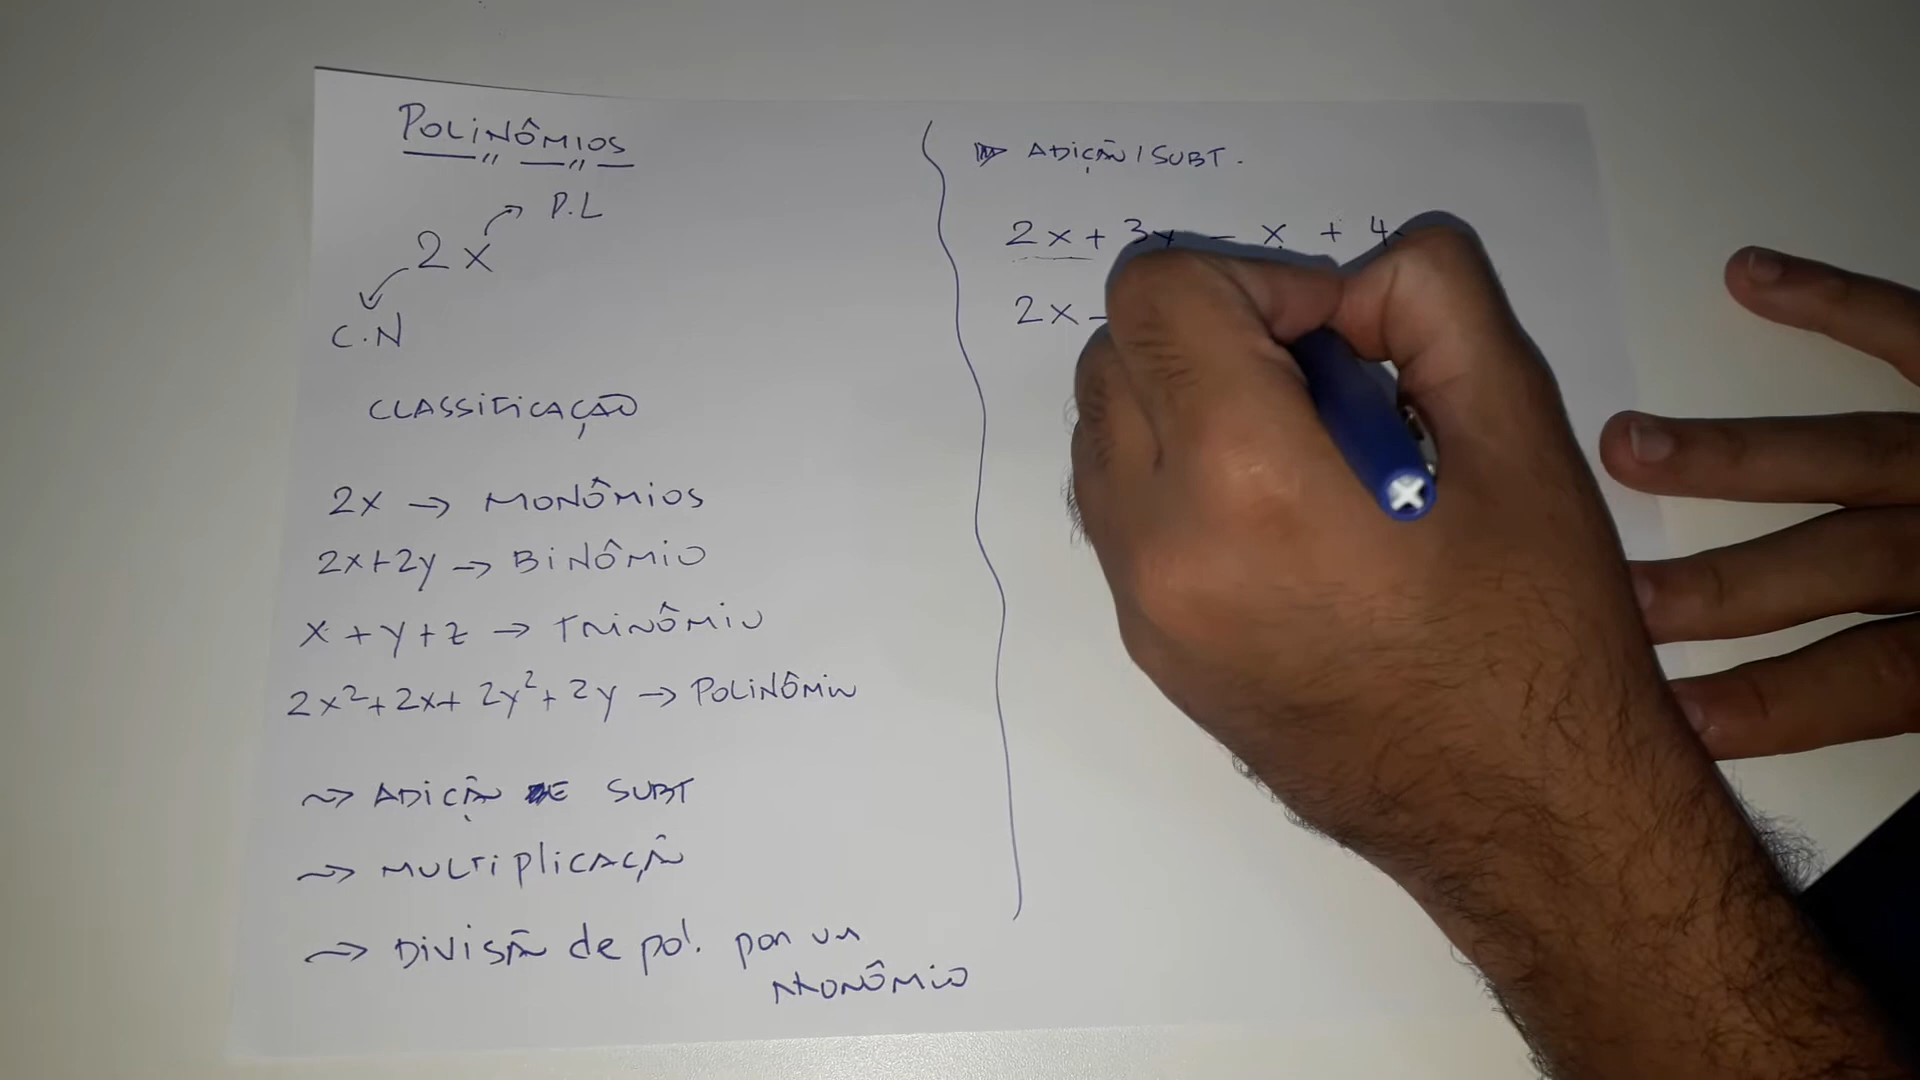 POLINÔMIOS
P.L
2x
C.N
CLASSIFICAÇÃO
2x → MONÔMIOS
2x+2y → BINÔMIO
x+y+z → TRINÔMIO
2x²+2x+2y²+2y → POLINÔMIO
~> ADIÇÃO E SUBT
~> MULTIPLICAÇÃO
~> DIVISÃO de pol. por um
MONÔMIO
ADIÇÃO/SUBT.
2x + 3y - x + 4
2x -